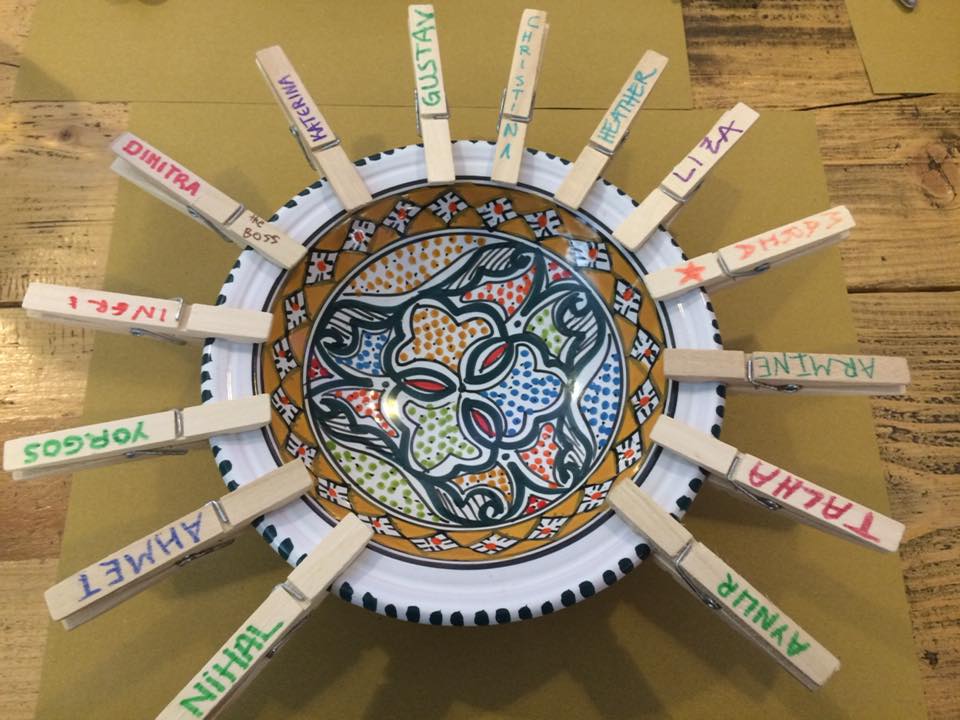 DIMITRA
the
BOSS
KATERINA
GUSTAV
CHRISTINA
HEATHER
LIZA
ARMINE
TALHA
AYNUR
NiHAL
AHMET
YORGOS